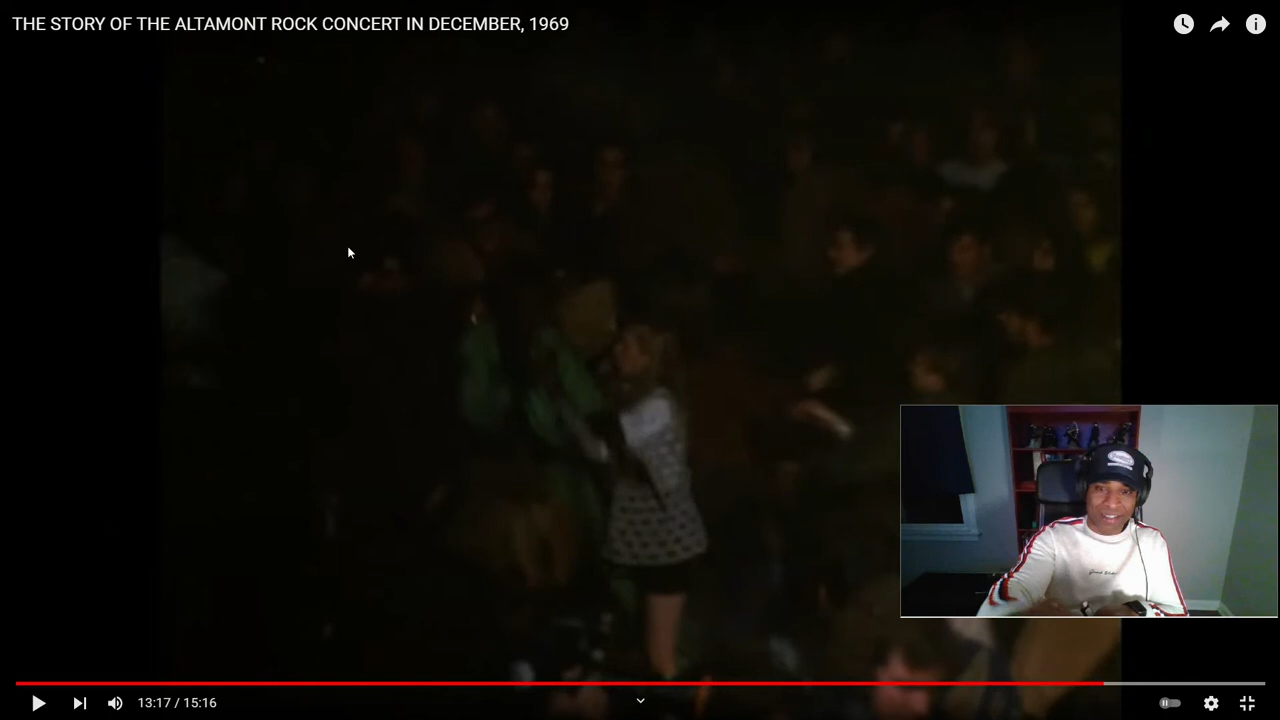 THE STORY OF THE ALTAMONT ROCK CONCERT IN DECEMBER, 1969
13:17 / 15:16